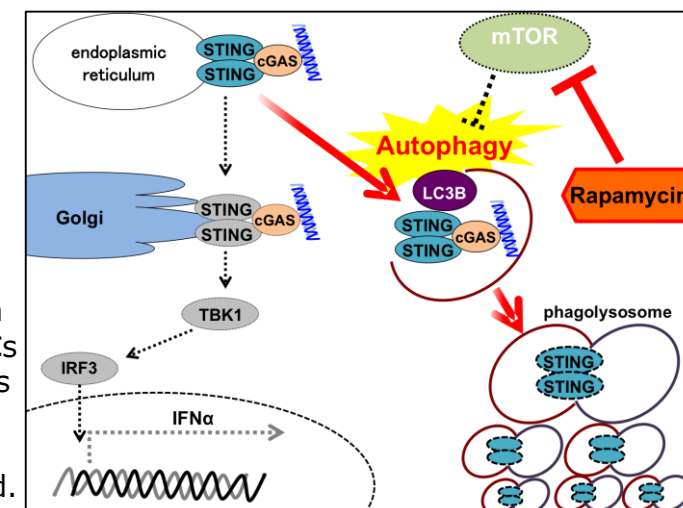 endoplasmic
reticulum
STING
STING
cGAS
mTOR
Autophagy
Rapamycin
LC3B
STING
STING
cGAS
Golgi
STING
STING
cGAS
TBK1
IRF3
IFNα
phagolysosome
STING
STING
s
d.